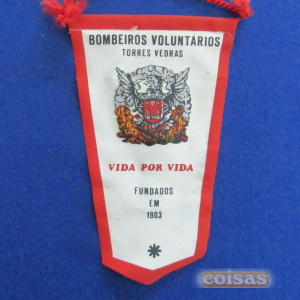 BOMBEIROS VOLUNTÁRIOS
TORRES VEDRAS
VIDA POR VIDA
FUNDADOS
EM
1903
coisas